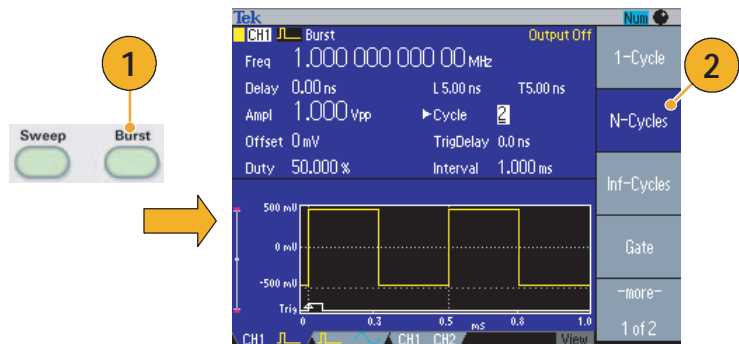 Tek
Num
CH1 Burst Output Off
Freq 1.000 000 000 00 MHz
Delay 0.00 ns L 5.00 ns T5.00 ns
Ampl 1.000 Vpp ►Cycle 2
Offset 0 mV TrigDelay 0.0 ns
Duty 50.000 % Interval 1.000 ms
1-Cycle
N-Cycles
Inf-Cycles
Gate
-more-
1 of 2
1
2
Sweep Burst
500 mV
0 mV
-500 mV
Trig
0 0.3 0.5 ms 0.8 1.0
CH1 CH1 CH2 View